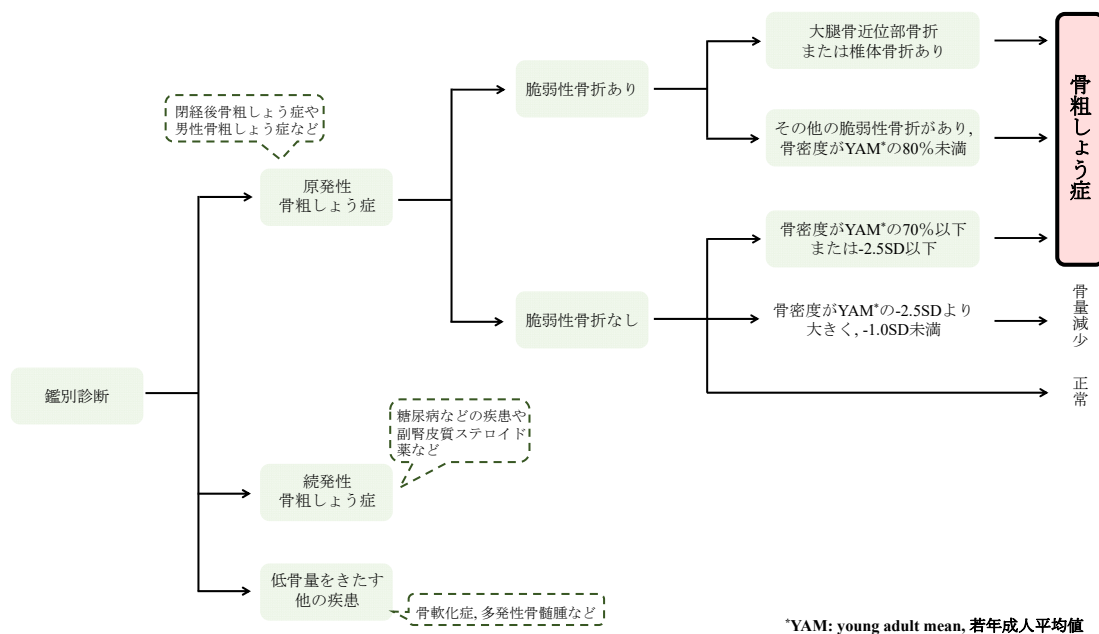 鑑別診断
閉経後骨粗しょう症や
男性骨粗しょう症など
原発性
骨粗しょう症
糖尿病などの疾患や
副腎皮質ステロイド
薬など
続発性
骨粗しょう症
低骨量をきたす
他の疾患
骨軟化症, 多発性骨髄腫など
脆弱性骨折あり
脆弱性骨折なし
大腿骨近位部骨折
または椎体骨折あり
その他の脆弱性骨折があり,
骨密度がYAM*の80%未満
骨密度がYAM*の70%以下
または-2.5SD以下
骨密度がYAM*の-2.5SDより
大きく, -1.0SD未満
骨粗しょう症
骨量減少
正常
*YAM: young adult mean, 若年成人平均値